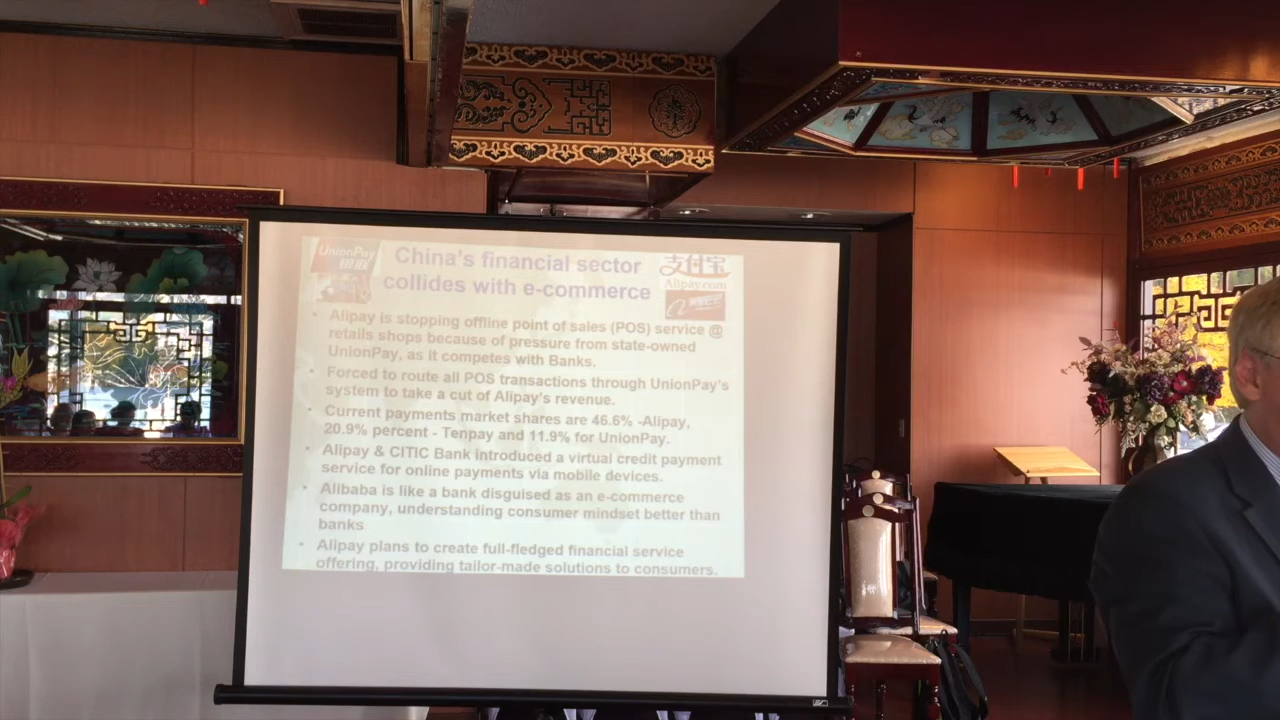 UnionPay
银联
China's financial sector
collides with e-commerce
支付宝
Alipay.com
• Alipay is stopping offline point of sales (POS) service @
retails shops because of pressure from state-owned
UnionPay, as it competes with Banks.
• Forced to route all POS transactions through UnionPay's
system to take a cut of Alipay's revenue.
• Current payments market shares are 46.6% -Alipay,
20.9% percent - Tenpay and 11.9% for UnionPay.
• Alipay & CITIC Bank introduced a virtual credit payment
service for online payments via mobile devices.
• Alibaba is like a bank disguised as an e-commerce
company, understanding consumer mindset better than
banks
• Alipay plans to create full-fledged financial service
offering, providing tailor-made solutions to consumers.